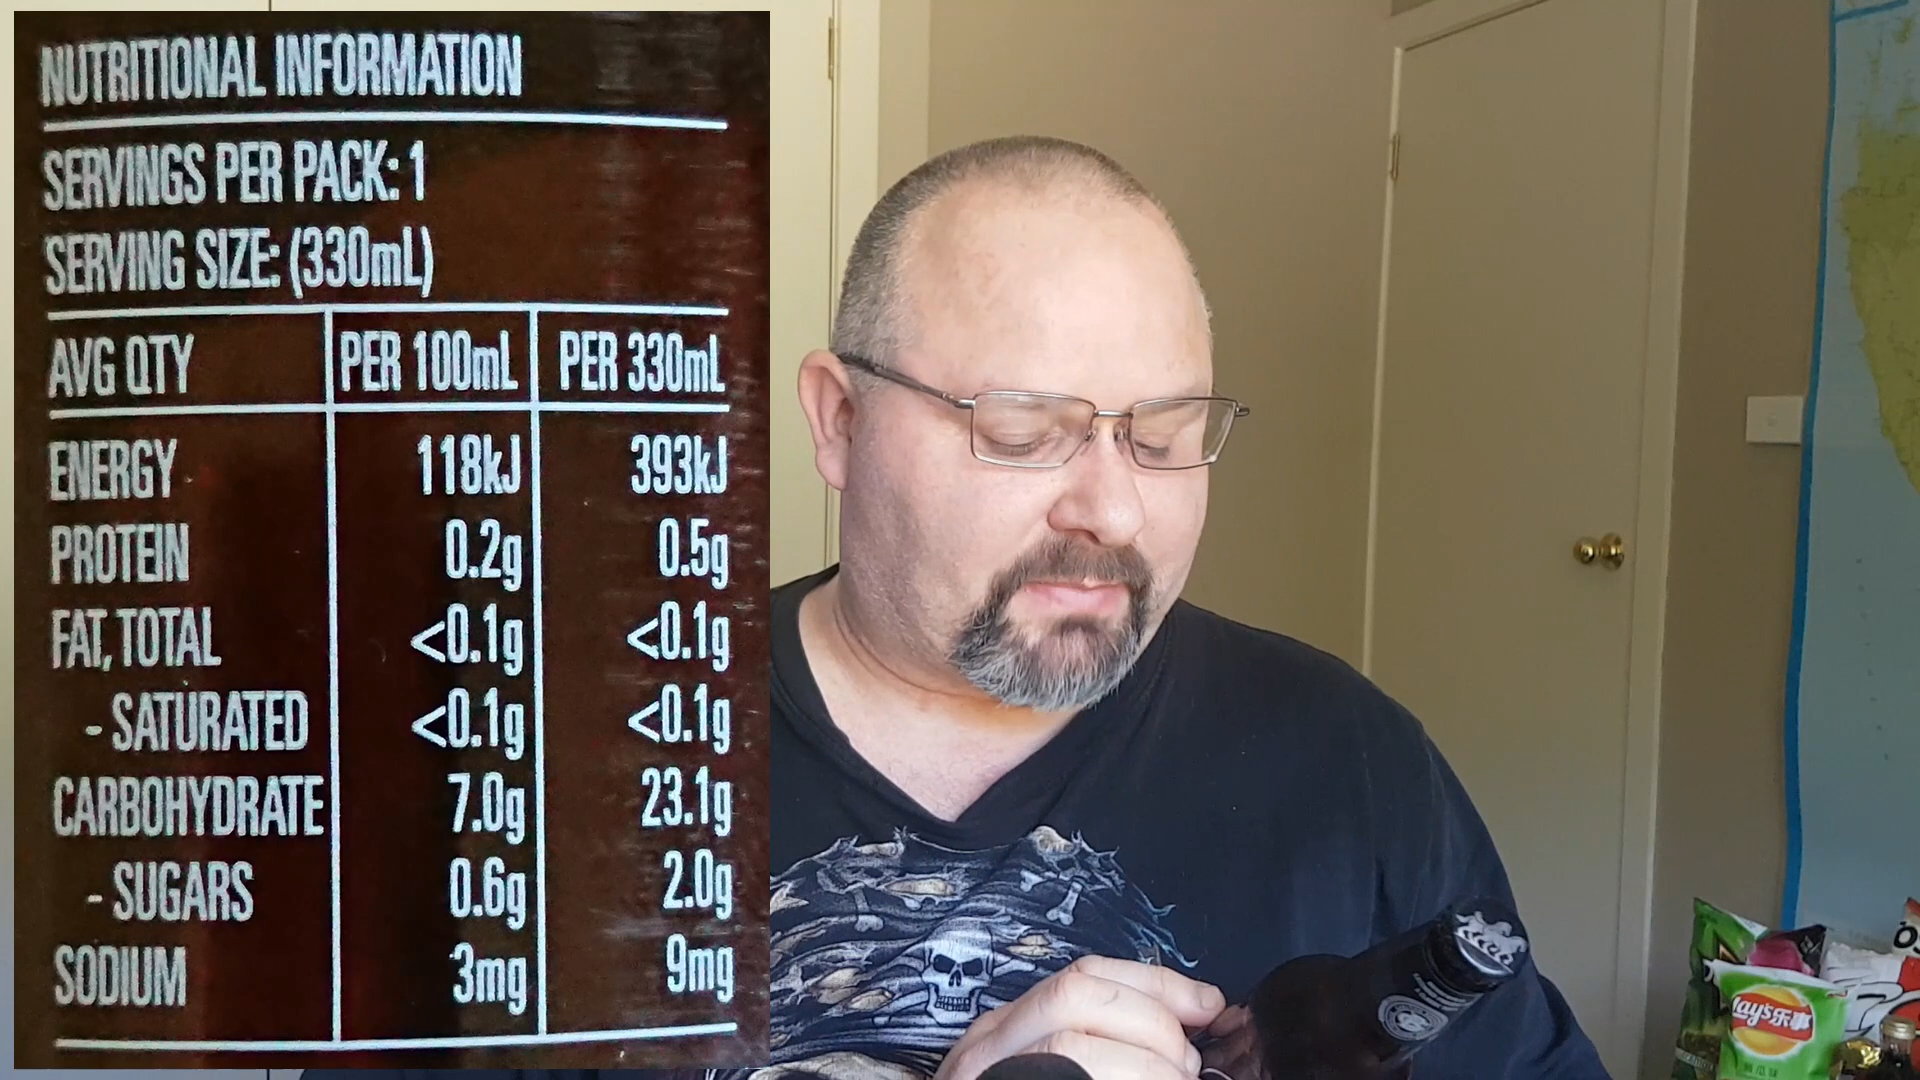 NUTRITIONAL INFORMATION
SERVINGS PER PACK: 1
SERVING SIZE: (330mL)
AVG QTY PER 100mL PER 330mL
ENERGY 118kJ 393kJ
PROTEIN 0.2g 0.5g
FAT, TOTAL <0.1g <0.1g
- SATURATED <0.1g <0.1g
CARBOHYDRATE 7.0g 23.1g
- SUGARS 0.6g 2.0g
SODIUM 3mg 9mg
Lay's乐事